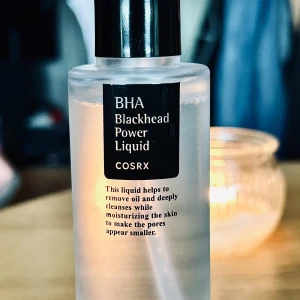 BHA
Blackhead
Power
Liquid
COSRX
This liquid helps to
remove oil and deeply
cleanses while
moisturizing the skin
to make the pores
appear smaller.